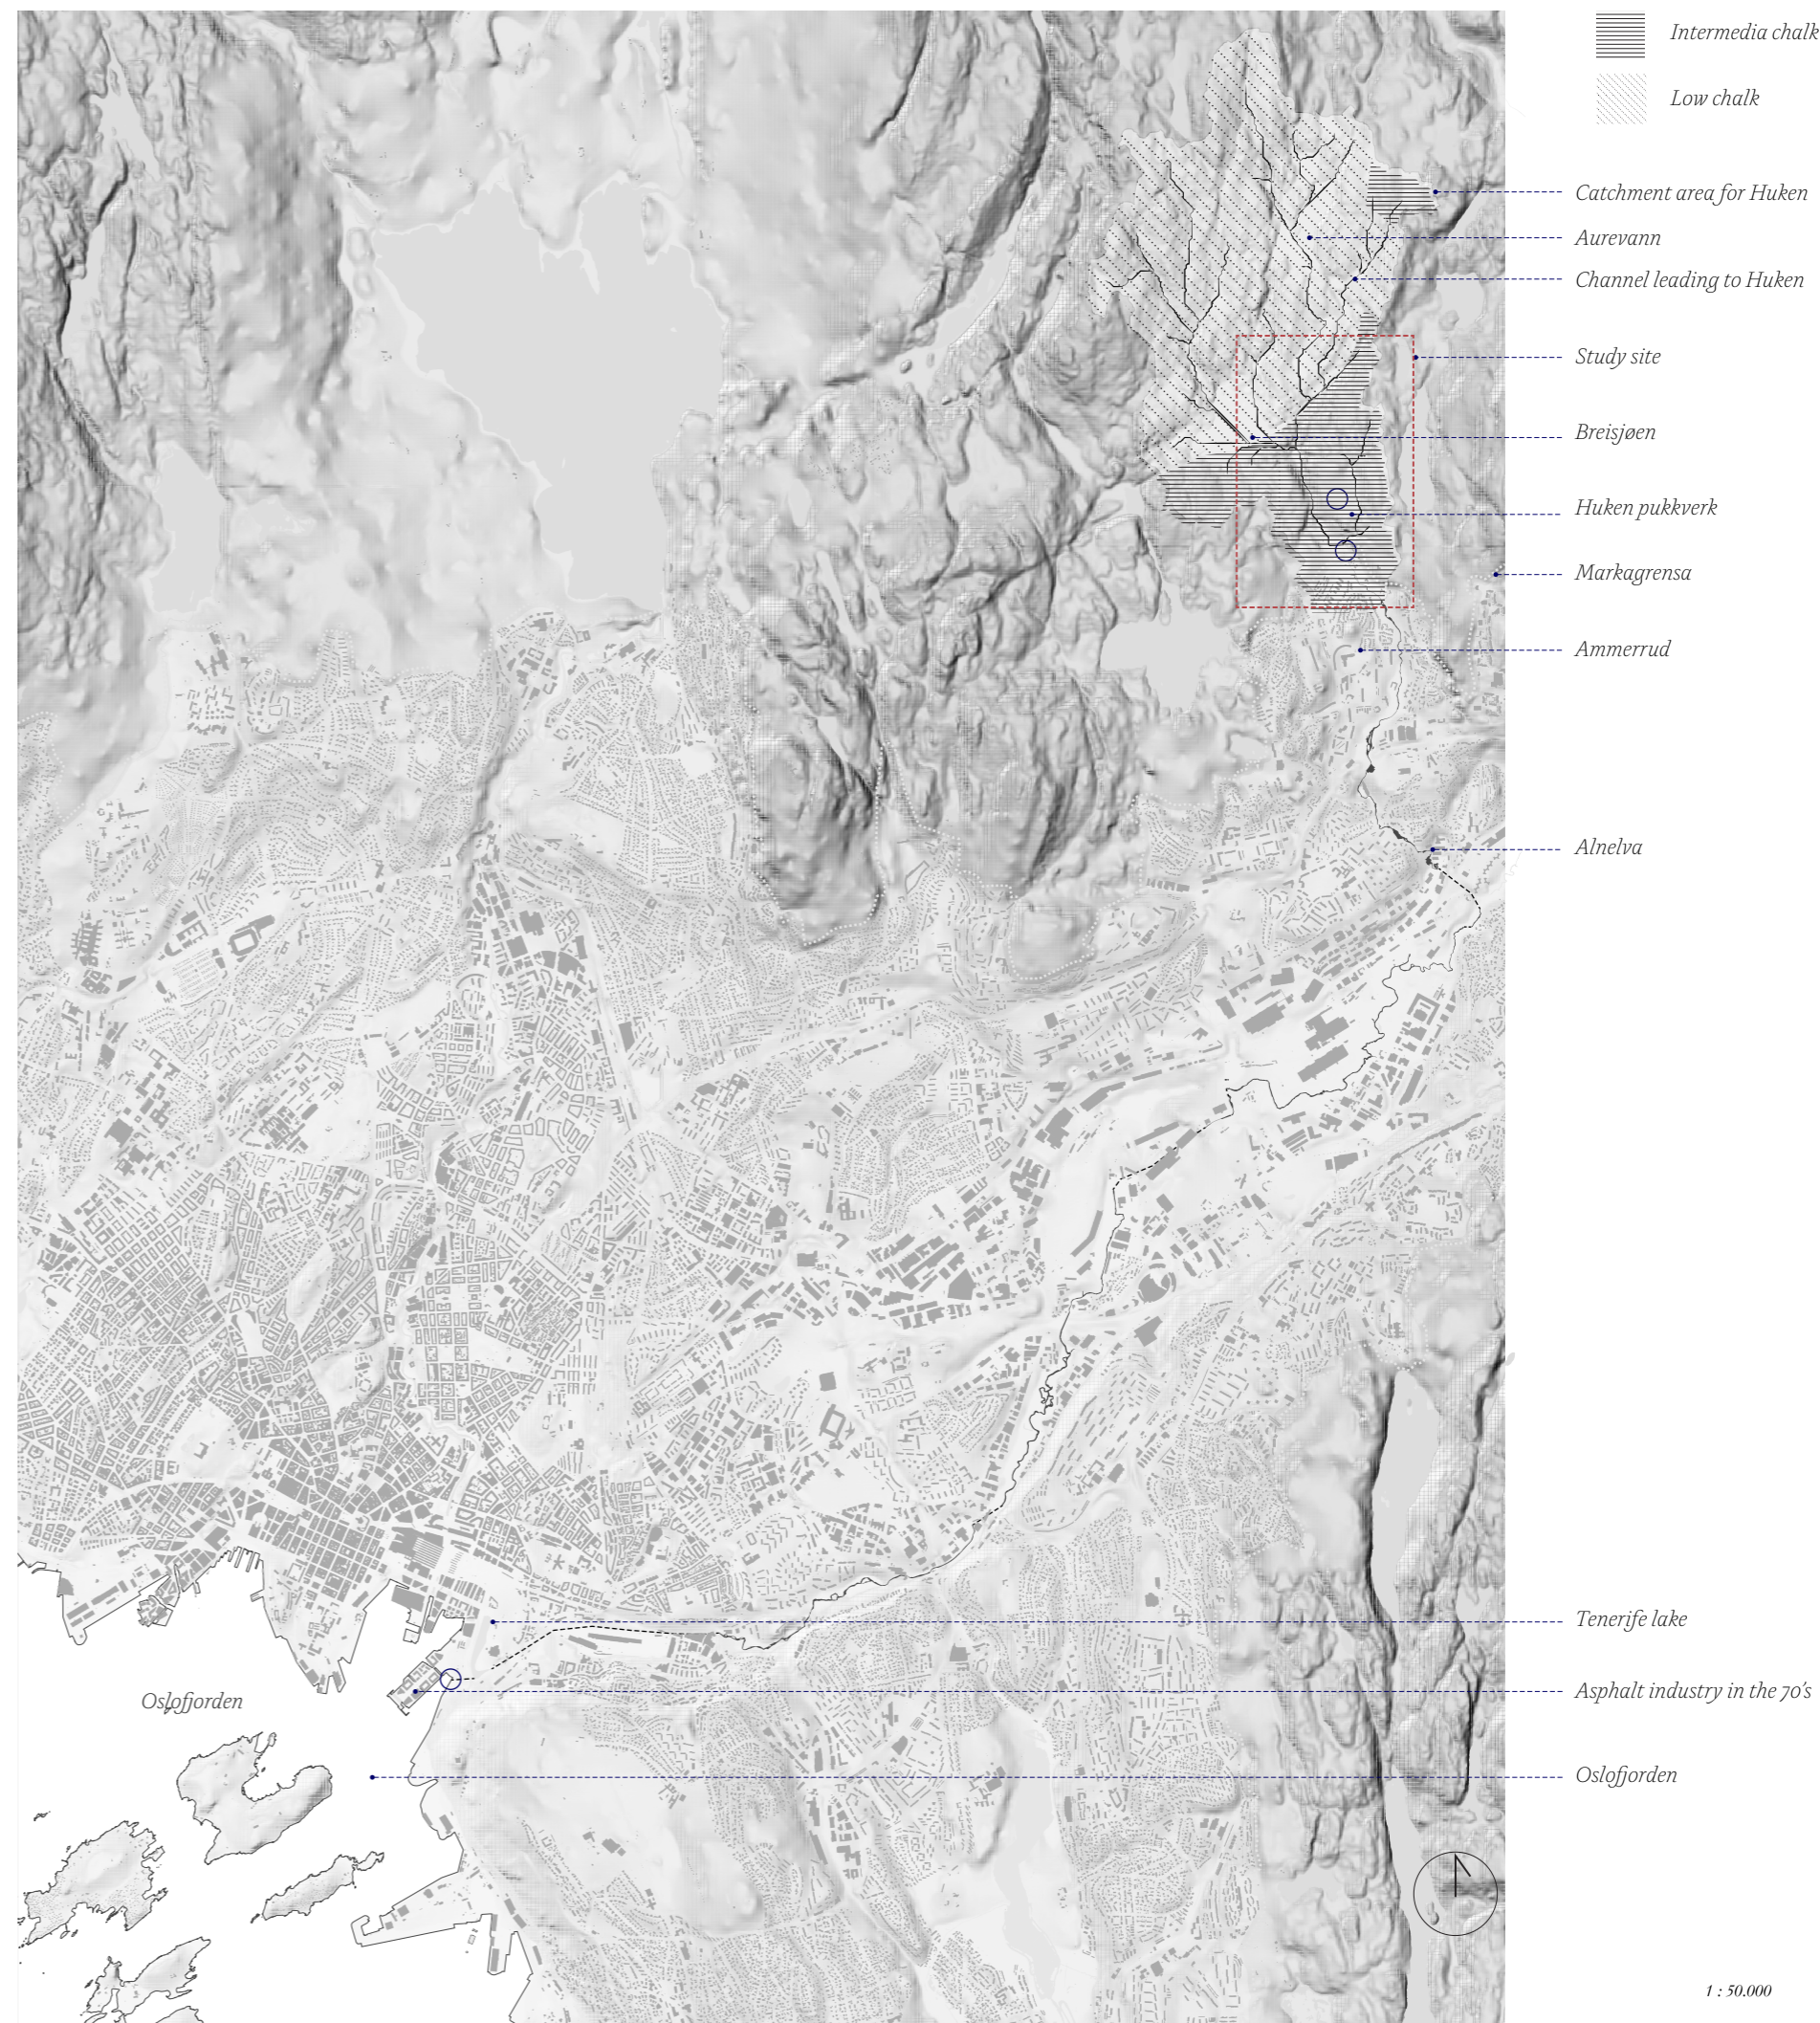 Intermedia chalk
Low chalk
Catchment area for Huken
Aurevann
Channel leading to Huken
Study site
Breisjøen
Huken pukkverk
Markagrensa
Ammerrud
Alnelva
Tenerife lake
Asphalt industry in the 70's
Oslofjorden
Oslofjorden
1 : 50.000